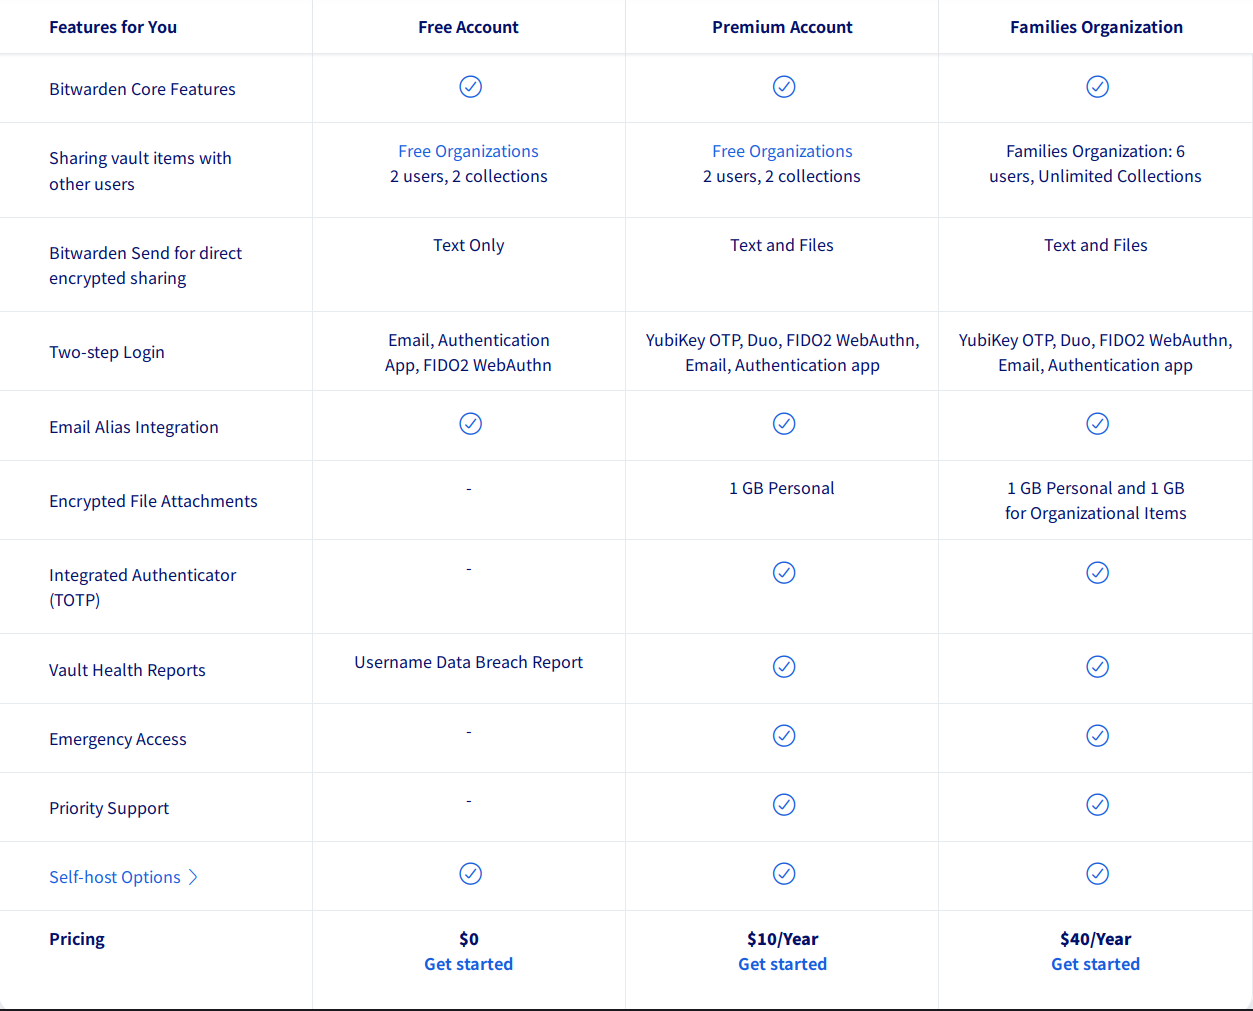 Features for You
Free Account
Premium Account
Families Organization
Bitwarden Core Features
Sharing vault items with
other users
Free Organizations
2 users, 2 collections
Free Organizations
2 users, 2 collections
Families Organization: 6
users, Unlimited Collections
Bitwarden Send for direct
encrypted sharing
Text Only
Text and Files
Text and Files
Two-step Login
Email, Authentication
App, FIDO2 WebAuthn
YubiKey OTP, Duo, FIDO2 WebAuthn,
Email, Authentication app
YubiKey OTP, Duo, FIDO2 WebAuthn,
Email, Authentication app
Email Alias Integration
Encrypted File Attachments
-
1 GB Personal
1 GB Personal and 1 GB
for Organizational Items
Integrated Authenticator
(TOTP)
-
Vault Health Reports
Username Data Breach Report
Emergency Access
-
Priority Support
-
Self-host Options
Pricing
$0
Get started
$10/Year
Get started
$40/Year
Get started